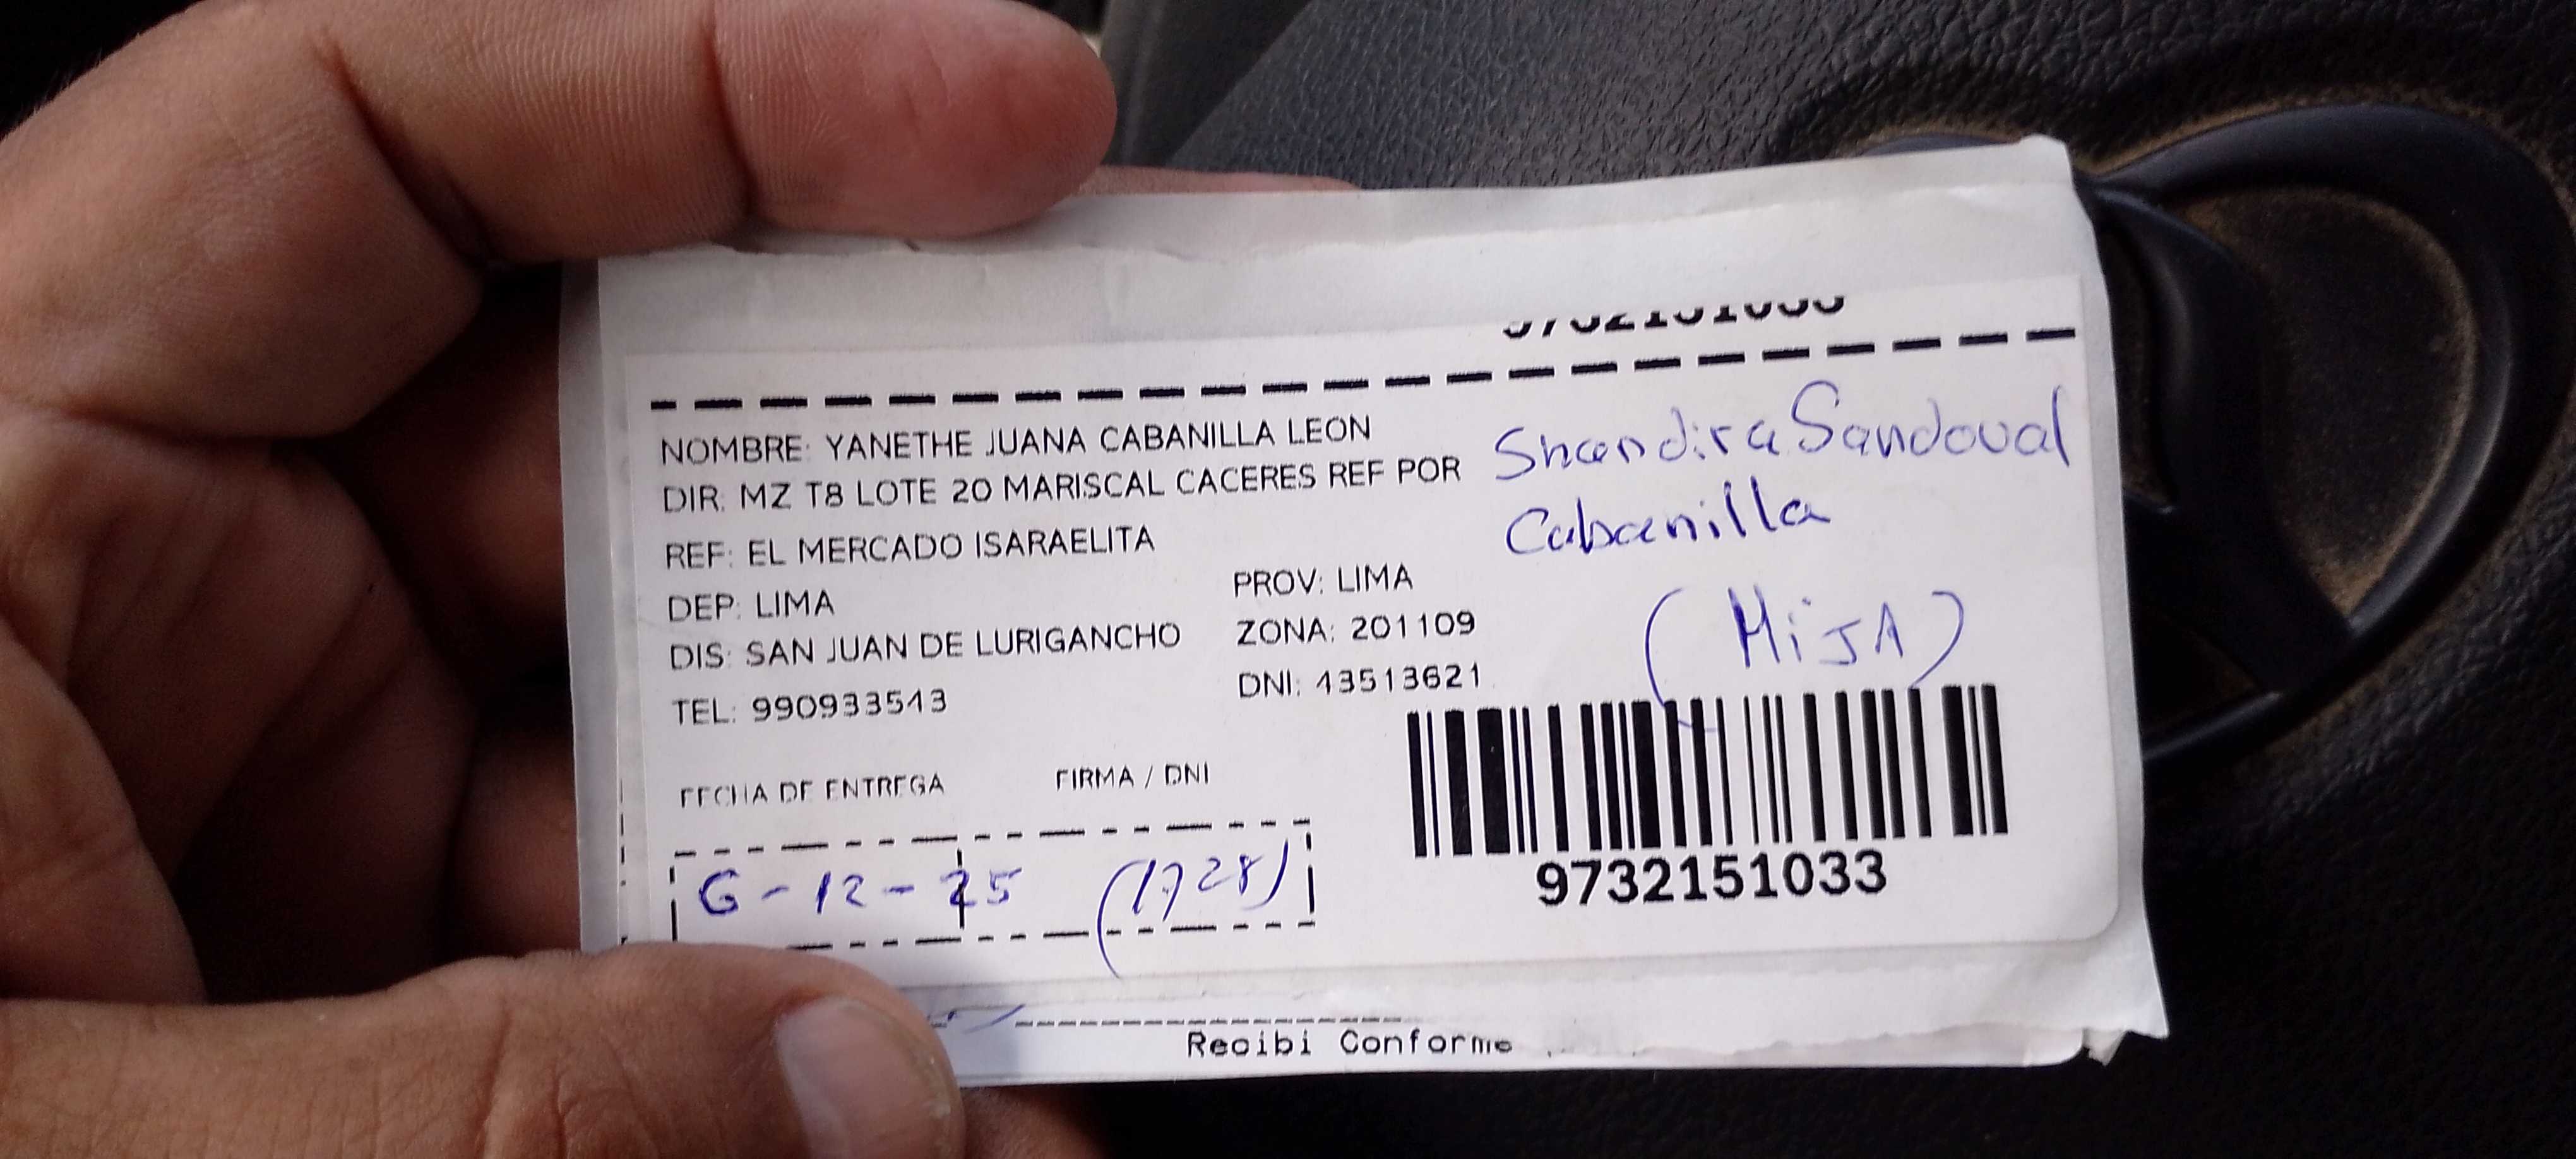 NOMBRE: YANETHE JUANA CABANILLA LEON
DIR: MZ T8 LOTE 20 MARISCAL CACERES REF POR
REF: EL MERCADO ISARAELITA
DEP: LIMA PROV: LIMA
DIS: SAN JUAN DE LURIGANCHO ZONA: 201109
TEL: 990933543 DNI: 43513621
Shandira Sandoval
Cabanilla
(HiJA)
FECHA DE ENTREGA FIRMA / DNI
6-12-25 (1728)
9732151033
Recibi Conforme